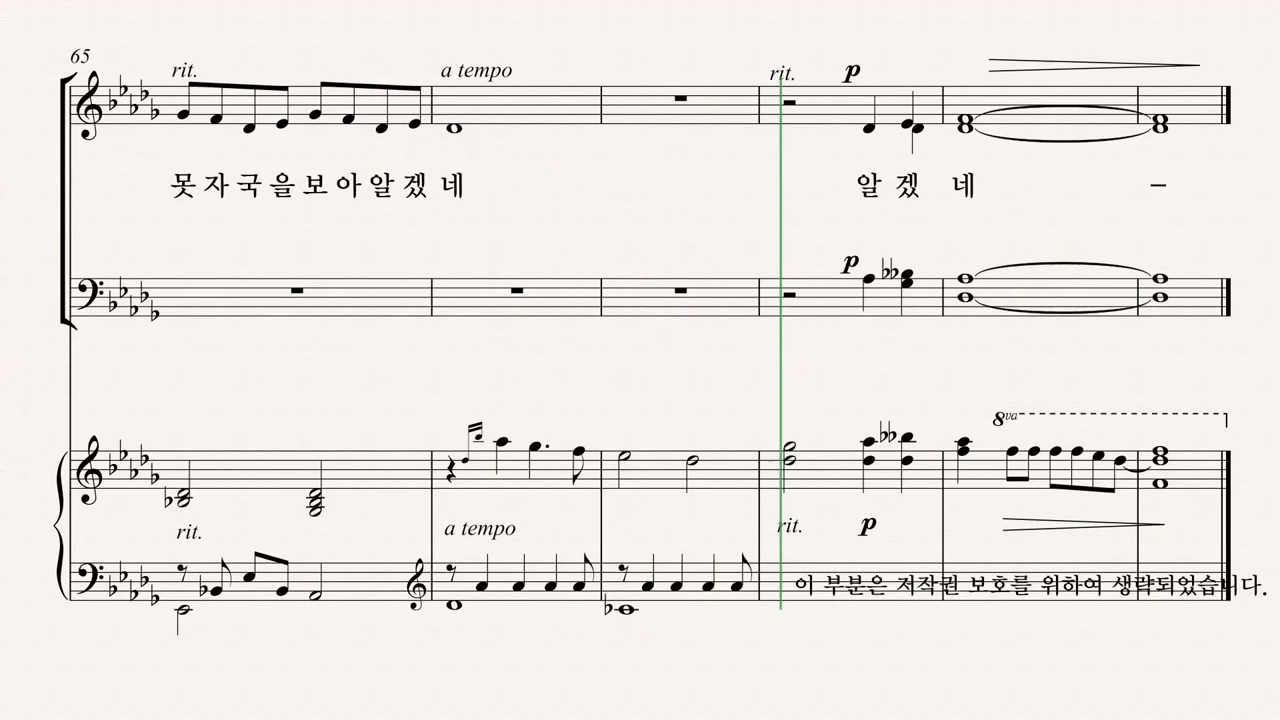 65
rit.
a tempo
rit.
p
못 자 국 을 보 아 알 겠 네
알 겠 네 –
p
8va
rit.
a tempo
rit.
p
이 부분은 저작권 보호를 위하여 생략되었습니다.